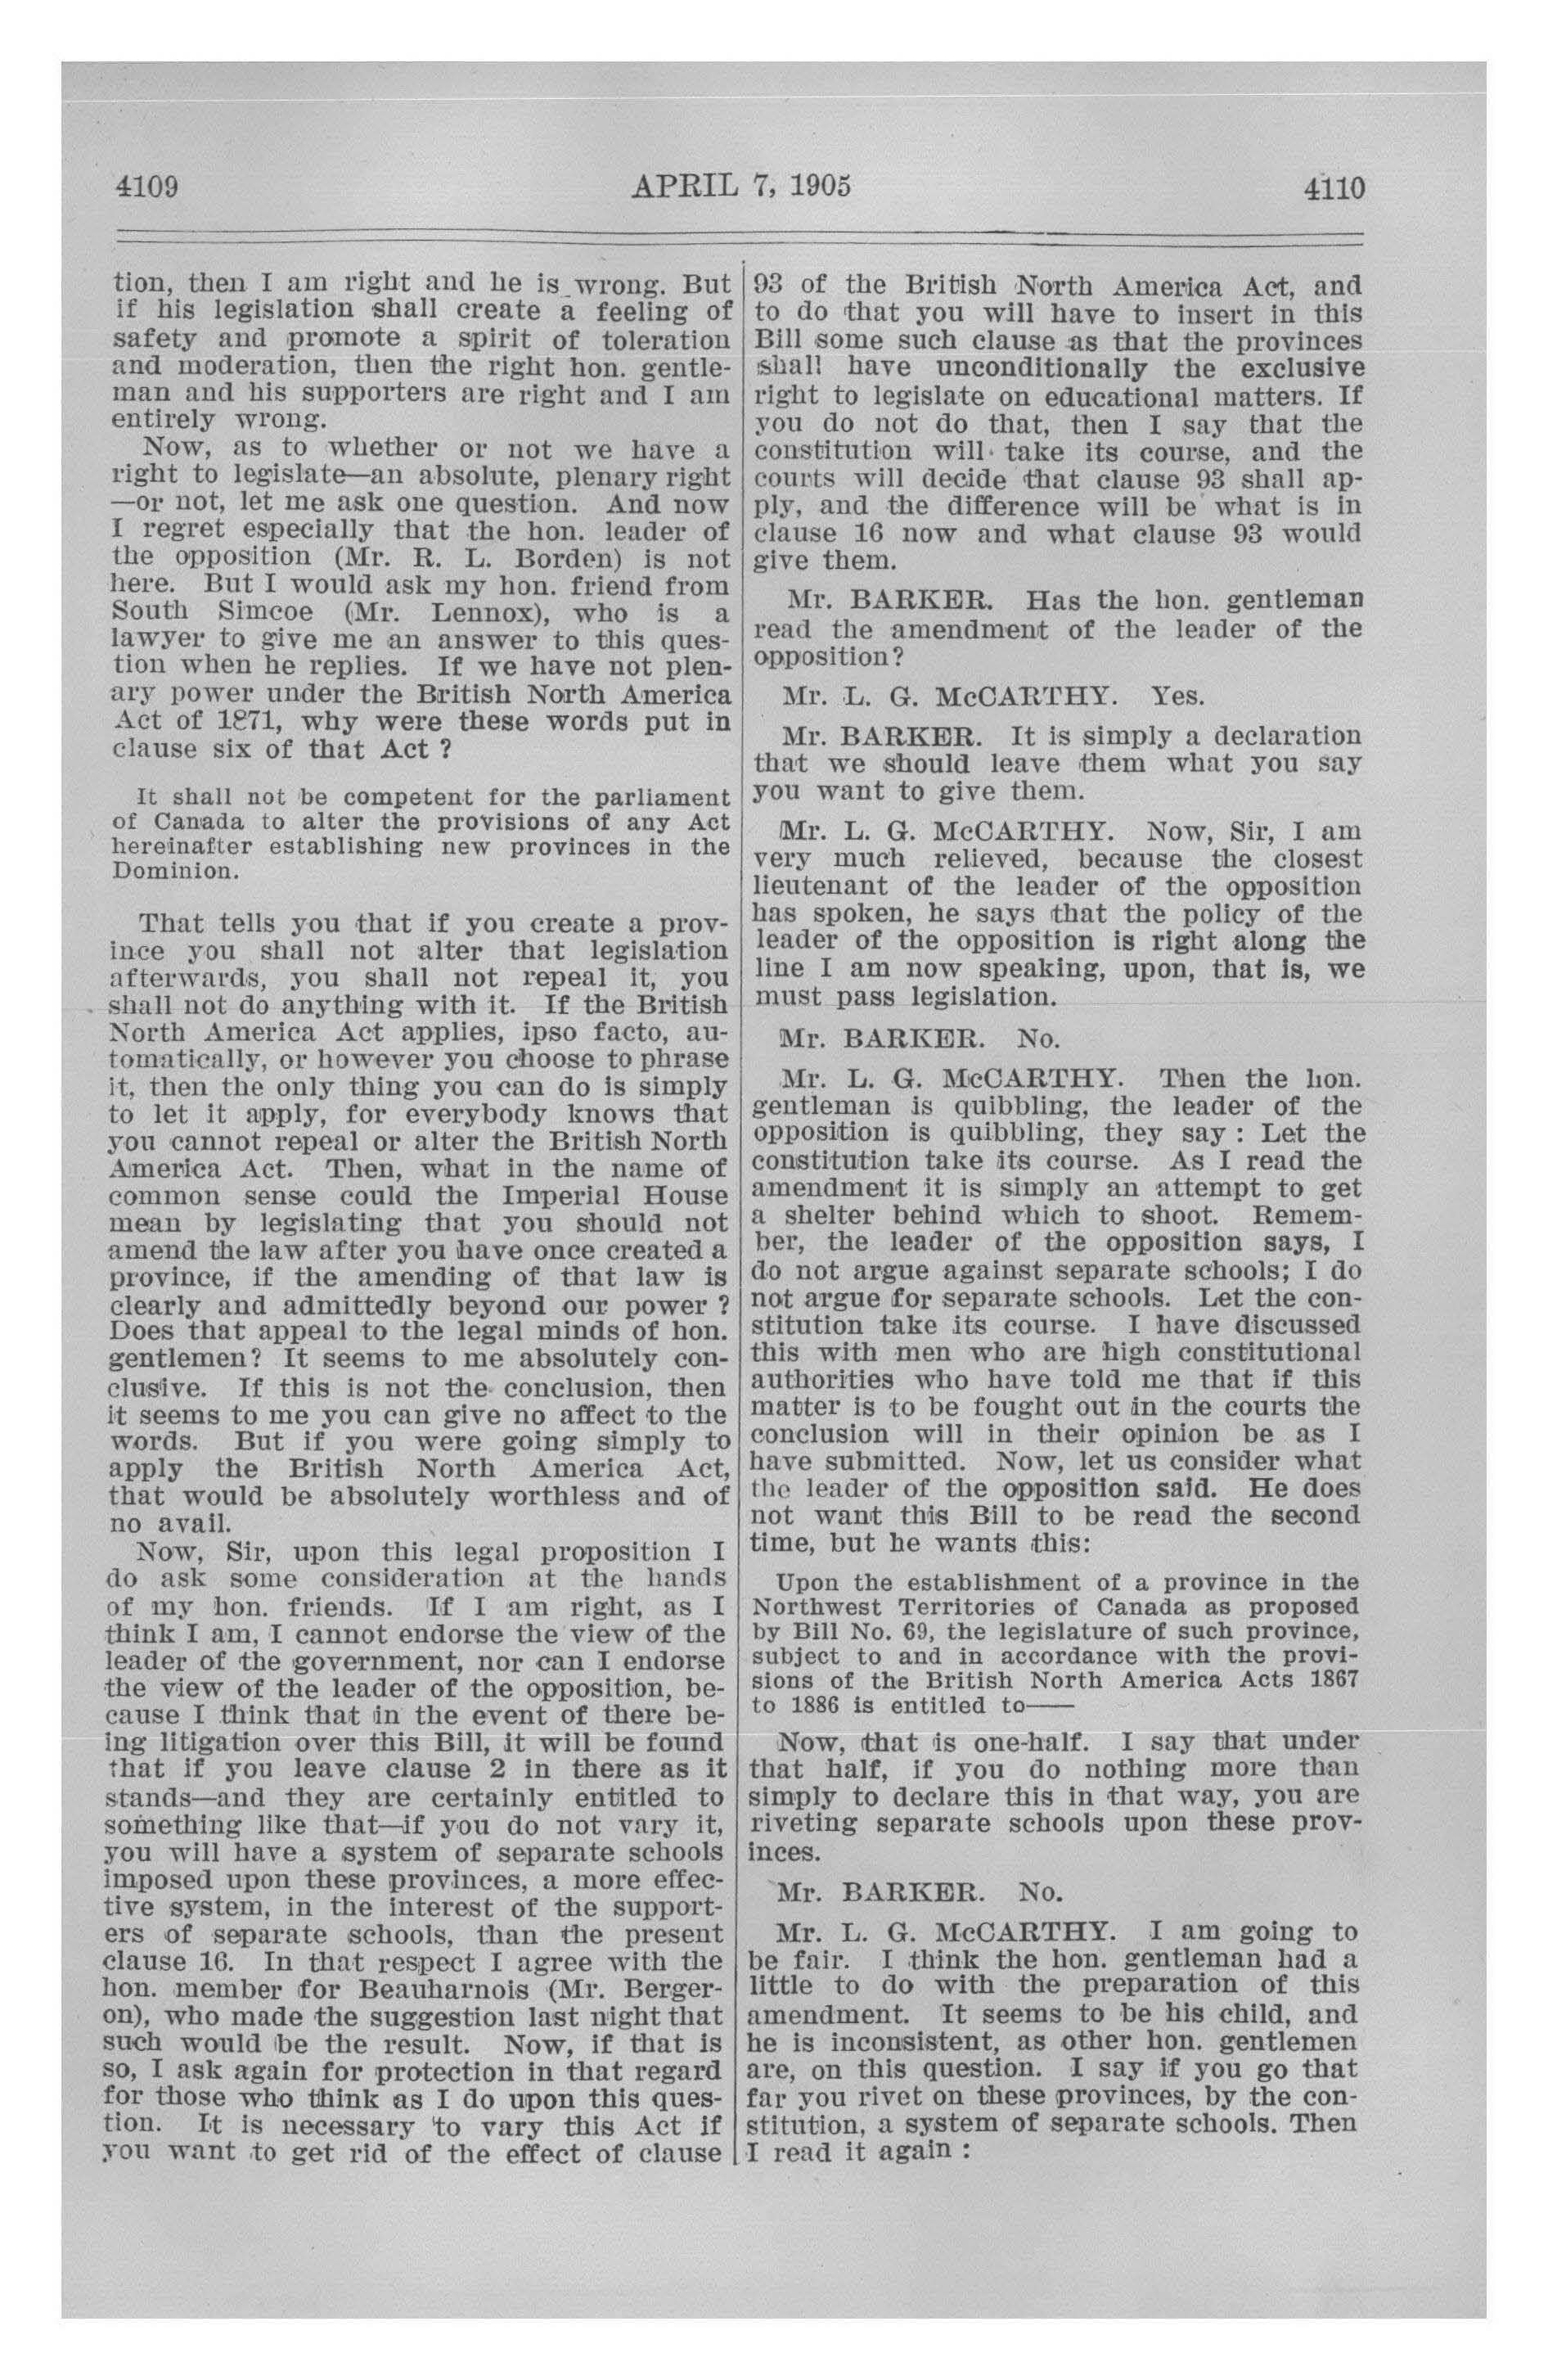 4109
APRIL 7, 1905
4110
tion, then I am right and he is wrong. But
if his legislation shall create a feeling of
safety and promote a spirit of toleration
and moderation, then the right hon. gentle-
man and his supporters are right and I am
entirely wrong.
Now, as to whether or not we have a
right to legislate—an absolute, plenary right
—or not, let me ask one question. And now
I regret especially that the hon. leader of
the opposition (Mr. R. L. Borden) is not
here. But I would ask my hon. friend from
South Simcoe (Mr. Lennox), who is a
lawyer to give me an answer to this ques-
tion when he replies. If we have not plen-
ary power under the British North America
Act of 1871, why were these words put in
clause six of that Act ?
It shall not be competent for the parliament
of Canada to alter the provisions of any Act
hereinafter establishing new provinces in the
Dominion.
That tells you that if you create a prov-
ince you shall not alter that legislation
afterwards, you shall not repeal it, you
shall not do anything with it. If the British
North America Act applies, ipso facto, au-
tomatically, or however you choose to phrase
it, then the only thing you can do is simply
to let it apply, for everybody knows that
you cannot repeal or alter the British North
America Act. Then, what in the name of
common sense could the Imperial House
mean by legislating that you should not
amend the law after you have once created a
province, if the amending of that law is
clearly and admittedly beyond our power ?
Does that appeal to the legal minds of hon.
gentlemen? It seems to me absolutely con-
clusive. If this is not the conclusion, then
it seems to me you can give no affect to the
words. But if you were going simply to
apply the British North America Act,
that would be absolutely worthless and of
no avail.
Now, Sir, upon this legal proposition I
do ask some consideration at the hands
of my hon. friends. If I am right, as I
think I am, I cannot endorse the view of the
leader of the government, nor can I endorse
the view of the leader of the opposition, be-
cause I think that in the event of there be-
ing litigation over this Bill, it will be found
that if you leave clause 2 in there as it
stands—and they are certainly entitled to
something like that—if you do not vary it,
you will have a system of separate schools
imposed upon these provinces, a more effec-
tive system, in the interest of the support-
ers of separate schools, than the present
clause 16. In that respect I agree with the
hon. member for Beauharnois (Mr. Berger-
on), who made the suggestion last night that
such would be the result. Now, if that is
so, I ask again for protection in that regard
for those who think as I do upon this ques-
tion. It is necessary to vary this Act if
you want to get rid of the effect of clause
93 of the British North America Act, and
to do that you will have to insert in this
Bill some such clause as that the provinces
shall have unconditionally the exclusive
right to legislate on educational matters. If
you do not do that, then I say that the
constitution will take its course, and the
courts will decide that clause 93 shall ap-
ply, and the difference will be what is in
clause 16 now and what clause 93 would
give them.
Mr. BARKER. Has the hon. gentleman
read the amendment of the leader of the
opposition?
Mr. L. G. McCARTHY. Yes.
Mr. BARKER. It is simply a declaration
that we should leave them what you say
you want to give them.
Mr. L. G. McCARTHY. Now, Sir, I am
very much relieved, because the closest
lieutenant of the leader of the opposition
has spoken, he says that the policy of the
leader of the opposition is right along the
line I am now speaking, upon, that is, we
must pass legislation.
Mr. BARKER. No.
Mr. L. G. McCARTHY. Then the hon.
gentleman is quibbling, the leader of the
opposition is quibbling, they say : Let the
constitution take its course. As I read the
amendment it is simply an attempt to get
a shelter behind which to shoot. Remem-
ber, the leader of the opposition says, I
do not argue against separate schools; I do
not argue for separate schools. Let the con-
stitution take its course. I have discussed
this with men who are high constitutional
authorities who have told me that if this
matter is to be fought out in the courts the
conclusion will in their opinion be as I
have submitted. Now, let us consider what
the leader of the opposition said. He does
not want this Bill to be read the second
time, but he wants this:
Upon the establishment of a province in the
Northwest Territories of Canada as proposed
by Bill No. 69, the legislature of such province,
subject to and in accordance with the provi-
sions of the British North America Acts 1867
to 1886 is entitled to——
Now, that is one-half. I say that under
that half, if you do nothing more than
simply to declare this in that way, you are
riveting separate schools upon these prov-
inces.
Mr. BARKER. No.
Mr. L. G. McCARTHY. I am going to
be fair. I think the hon. gentleman had a
little to do with the preparation of this
amendment. It seems to be his child, and
he is inconsistent, as other hon. gentlemen
are, on this question. I say if you go that
far you rivet on these provinces, by the con-
stitution, a system of separate schools. Then
I read it again :